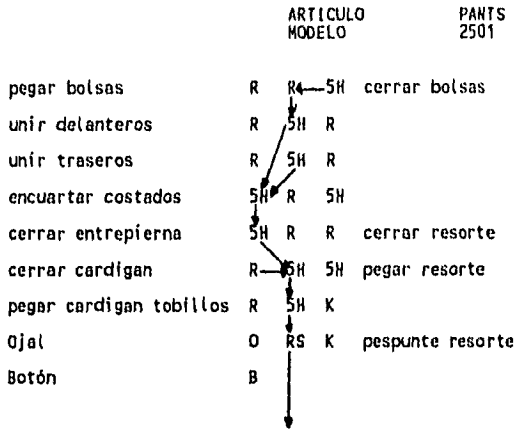 ARTICULO PANTS
MODELO 2501
pegar bolsas R R 5H cerrar bolsas
unir delanteros R 5H R
unir traseros R 5H R
encuartar costados 5H R 5H
cerrar entrepierna 5H R R cerrar resorte
cerrar cardigan R 5H 5H pegar resorte
pegar cardigan tobillos R 5H K
Ojal O RS K pespunte resorte
Botón B